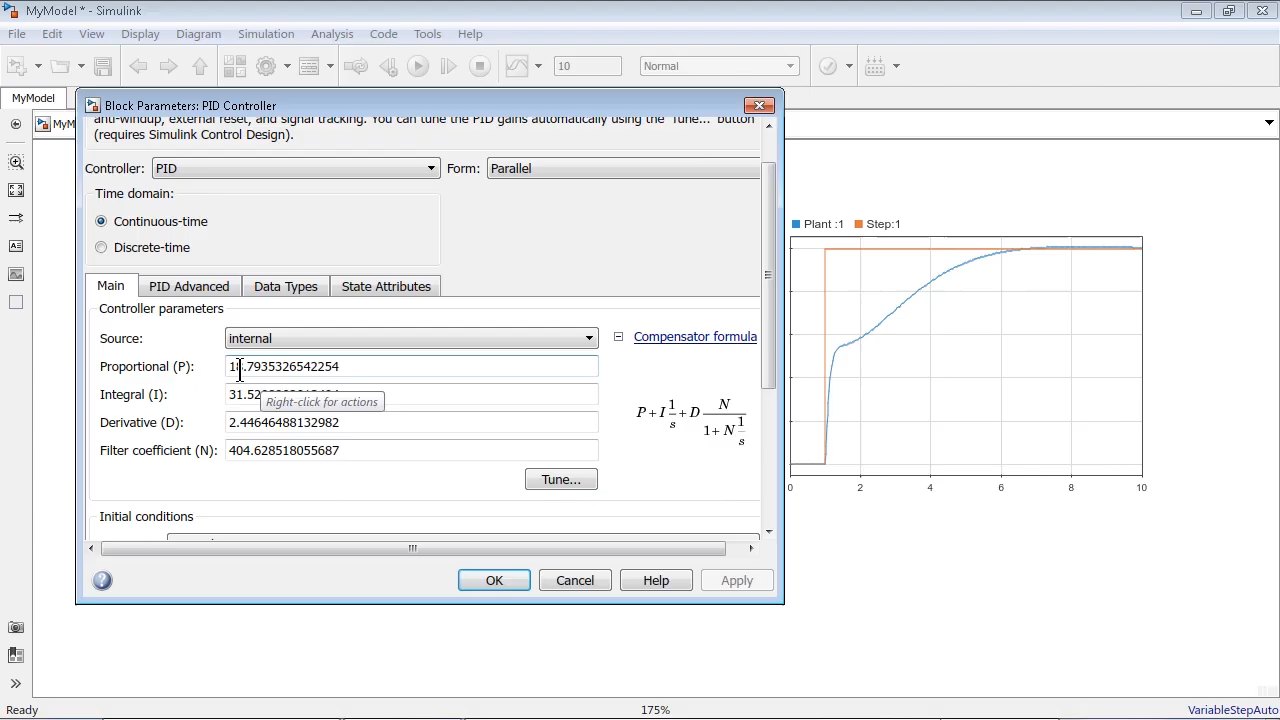 MyModel * - Simulink
File Edit View Display Diagram Simulation Analysis Code Tools Help
10 Normal
MyModel
Block Parameters: PID Controller
anti-windup, external reset, and signal tracking. You can tune the PID gains automatically using the 'Tune...' button
(requires Simulink Control Design).
Controller: PID Form: Parallel
Time domain:
Continuous-time
Discrete-time
Main PID Advanced Data Types State Attributes
Controller parameters
Source: internal Compensator formula
Proportional (P):
Integral (I):
Right-click for actions
Derivative (D): 2.44646488132982
Filter coefficient (N): 404.628518055687
P+I 1/s + D N/(1+N 1/s)
Tune...
Initial conditions
OK Cancel Help Apply
Plant :1 Step:1
0 2 4 6 8 10
Ready 175% VariableStepAuto